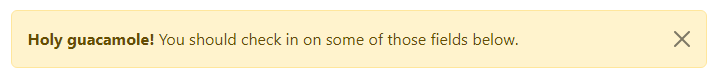 Holy guacamole! You should check in on some of those fields below.